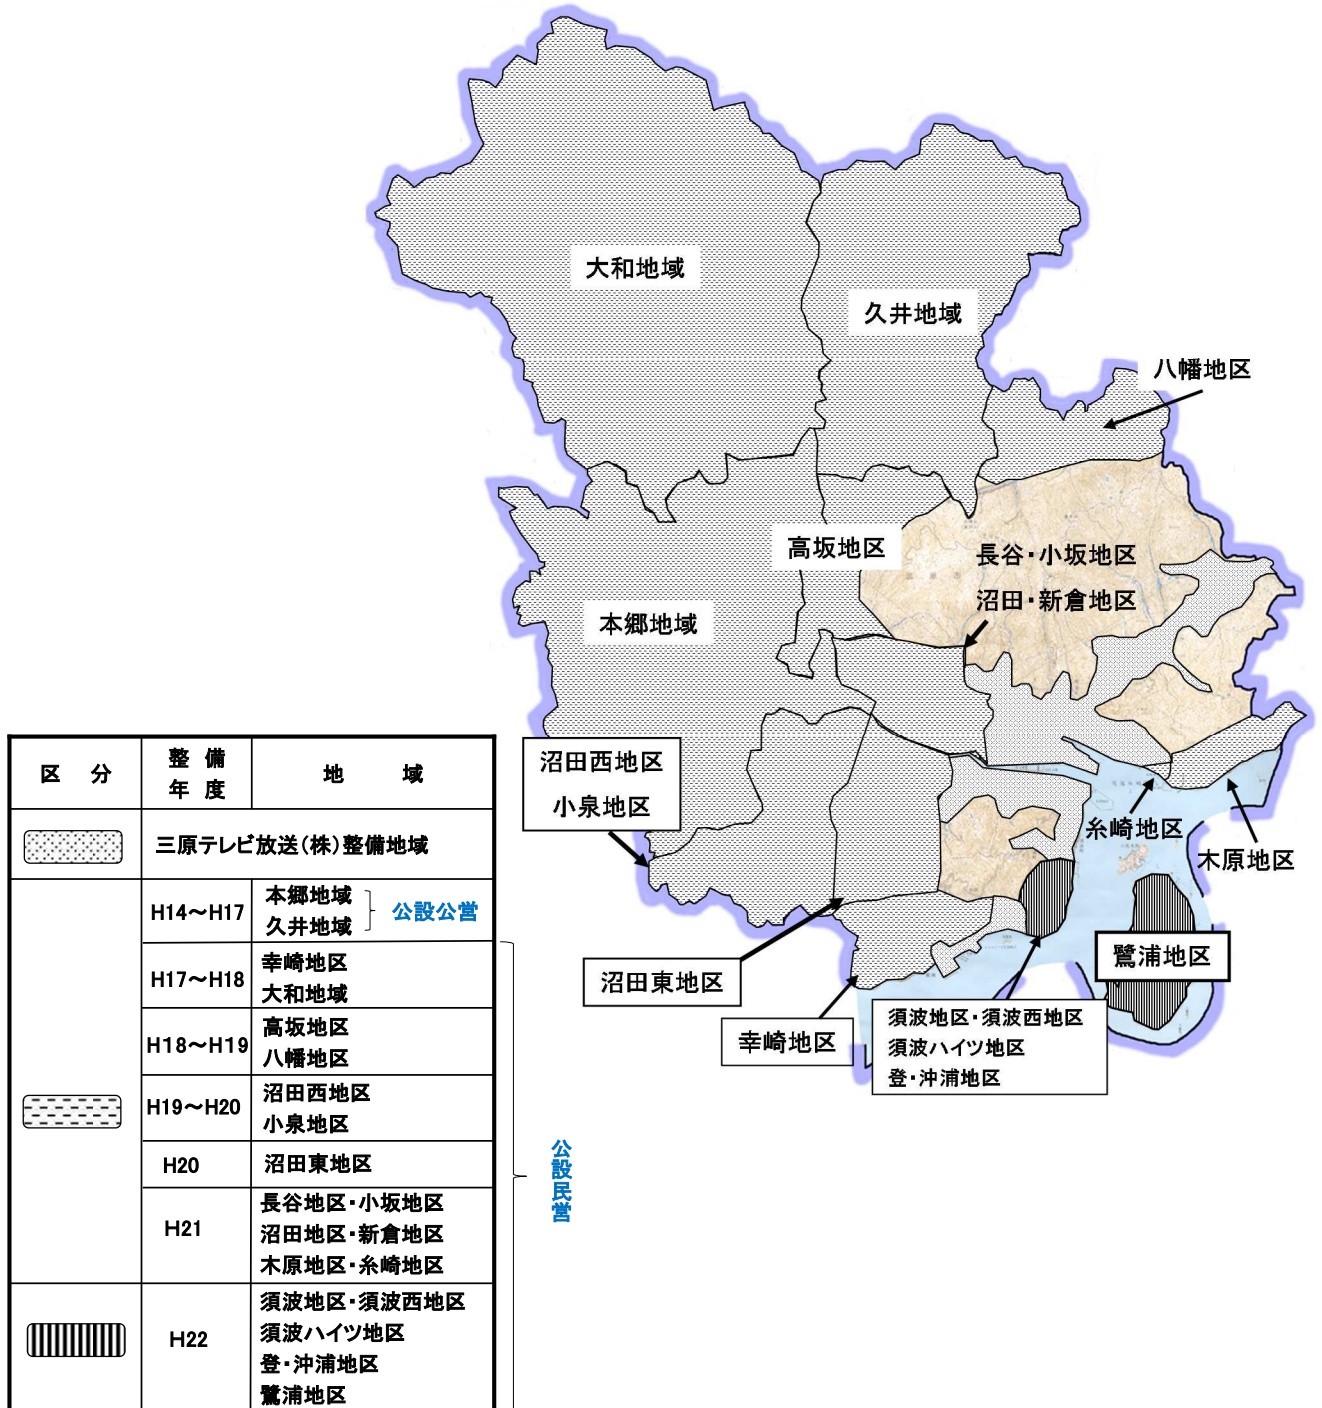 大和地域
久井地域
八幡地区
高坂地区
長谷・小坂地区
沼田・新倉地区
本郷地域
沼田西地区
小泉地区
糸崎地区
木原地区
鷺浦地区
沼田東地区
幸崎地区
須波地区・須波西地区
須波ハイツ地区
登・沖浦地区
区 分 整備年度 地 域
三原テレビ放送(株)整備地域
H14～H17 本郷地域
久井地域
公設公営
H17～H18 幸崎地区
大和地域
H18～H19 高坂地区
八幡地区
H19～H20 沼田西地区
小泉地区
H20 沼田東地区
H21 長谷地区・小坂地区
沼田地区・新倉地区
木原地区・糸崎地区
H22 須波地区・須波西地区
須波ハイツ地区
登・沖浦地区
鷺浦地区
公設民営